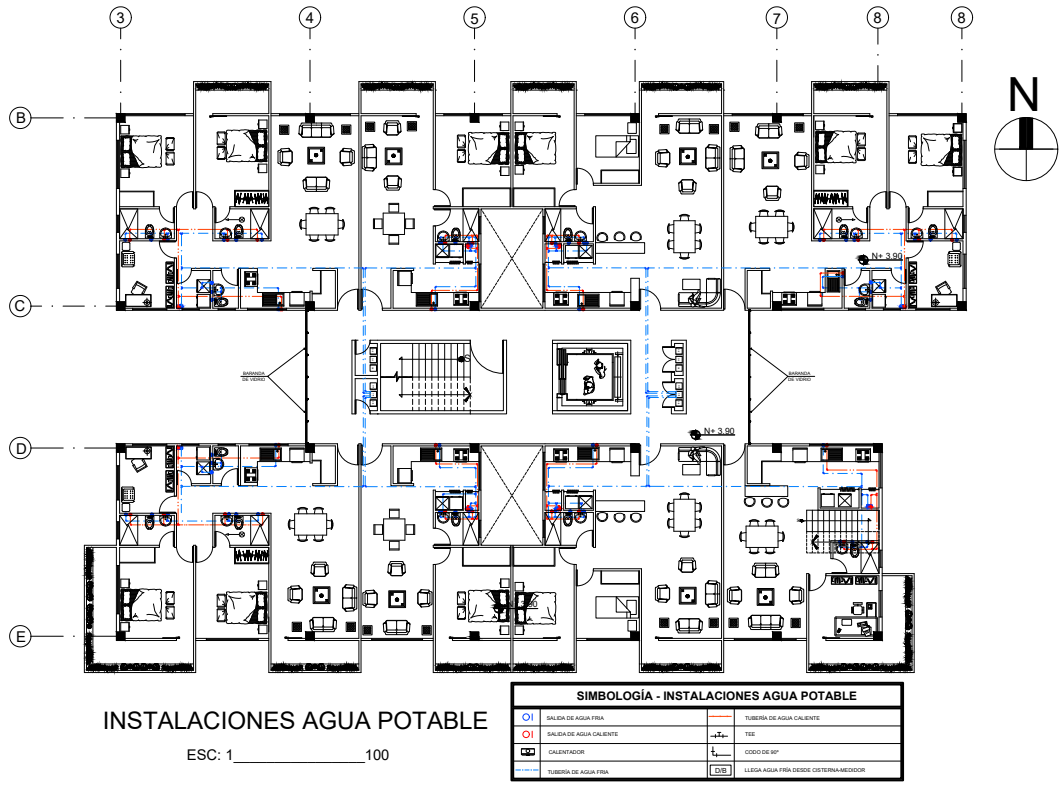 3 4 5 6 7 8 8
N
B
N+ 3.90
C
BARANDA
DE VIDRIO
S
BARANDA
DE VIDRIO
N+ 3.90
D
E
SIMBOLOGÍA - INSTALACIONES AGUA POTABLE
SALIDA DE AGUA FRIA
TUBERÍA DE AGUA CALIENTE
SALIDA DE AGUA CALIENTE
TEE
CALENTADOR
CODO DE 90°
TUBERÍA DE AGUA FRIA
D/B LLEGA AGUA FRÍA DESDE CISTERNA-MEDIDOR
INSTALACIONES AGUA POTABLE
ESC: 1________________100